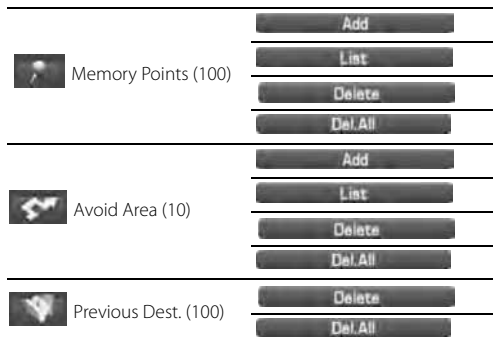 Add
List
Memory Points (100)
Delete
Del.All
Add
List
Avoid Area (10)
Delete
Del.All
Delete
Previous Dest. (100)
Del.All